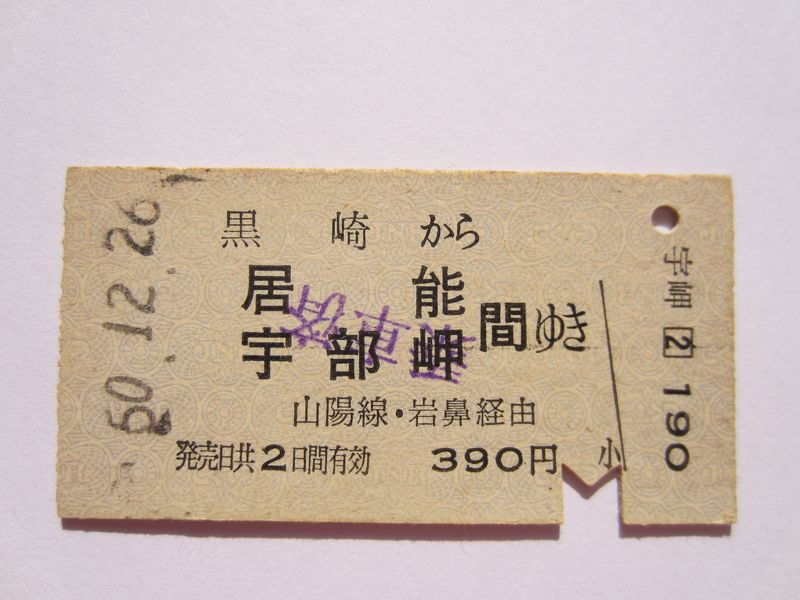 50.12.26
黒崎から
居能
宇部岬
間ゆき
山陽線・岩鼻経由
発売日共2日間有効 390円
小
宇岬 2 190